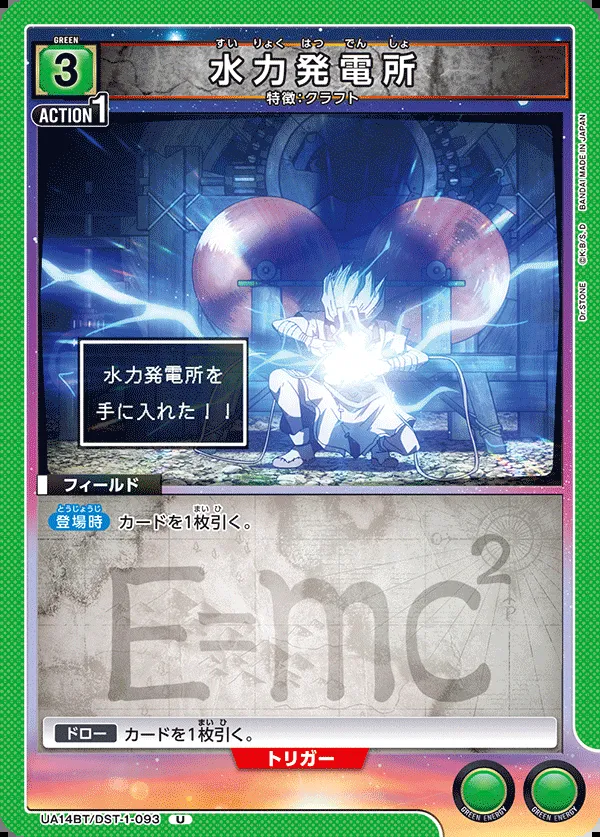 GREEN
3
すいりょくはつでんしょ
水力発電所
特徴：クラフト
ACTION 1
水力発電所を
手に入れた！！
Dr.STONE ©K.B/S.D BANDAI MADE IN JAPAN
フィールド
とうじょうじ まい ひ
登場時 カードを1枚引く。
E=mc²
まい ひ
ドロー カードを1枚引く。
トリガー
GREEN ENERGY GREEN ENERGY
UA14BT/DST-1-093 U